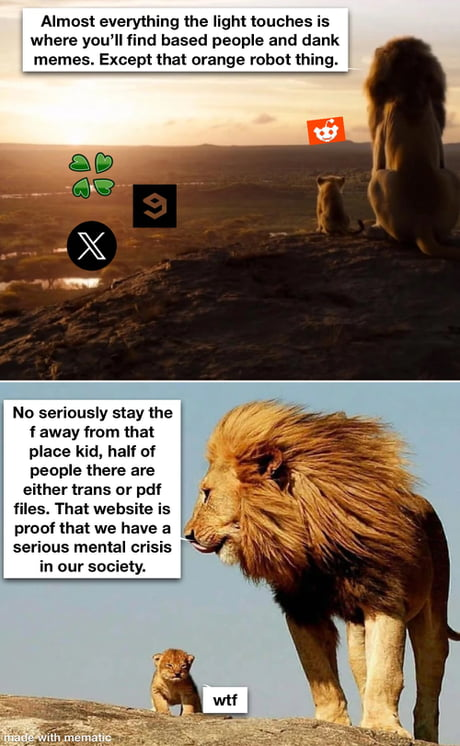 Almost everything the light touches is
where you’ll find based people and dank
memes. Except that orange robot thing.
No seriously stay the
f away from that
place kid, half of
people there are
either trans or pdf
files. That website is
proof that we have a
serious mental crisis
in our society.
wtf
made with mematic